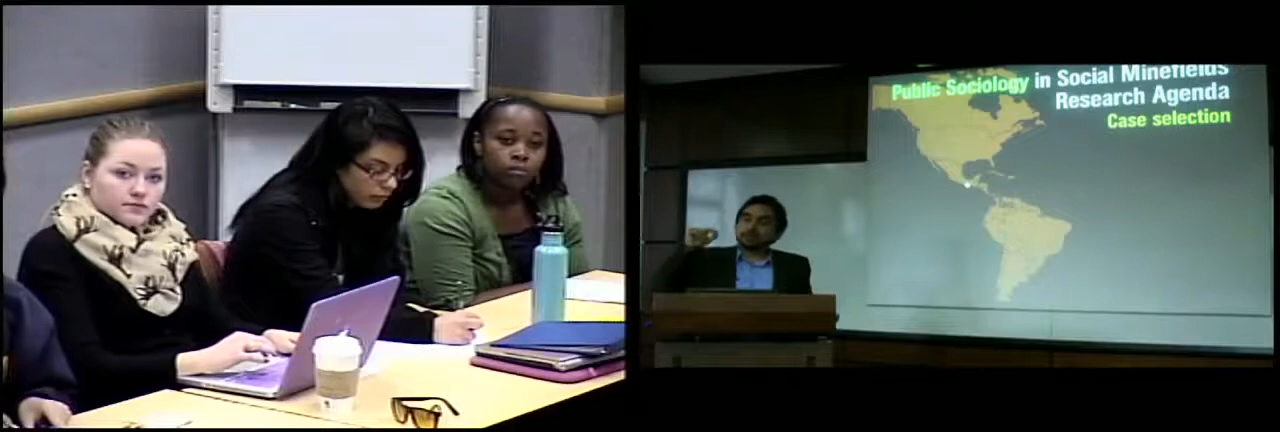 Public Sociology in Social Minefields
Research Agenda
Case selection